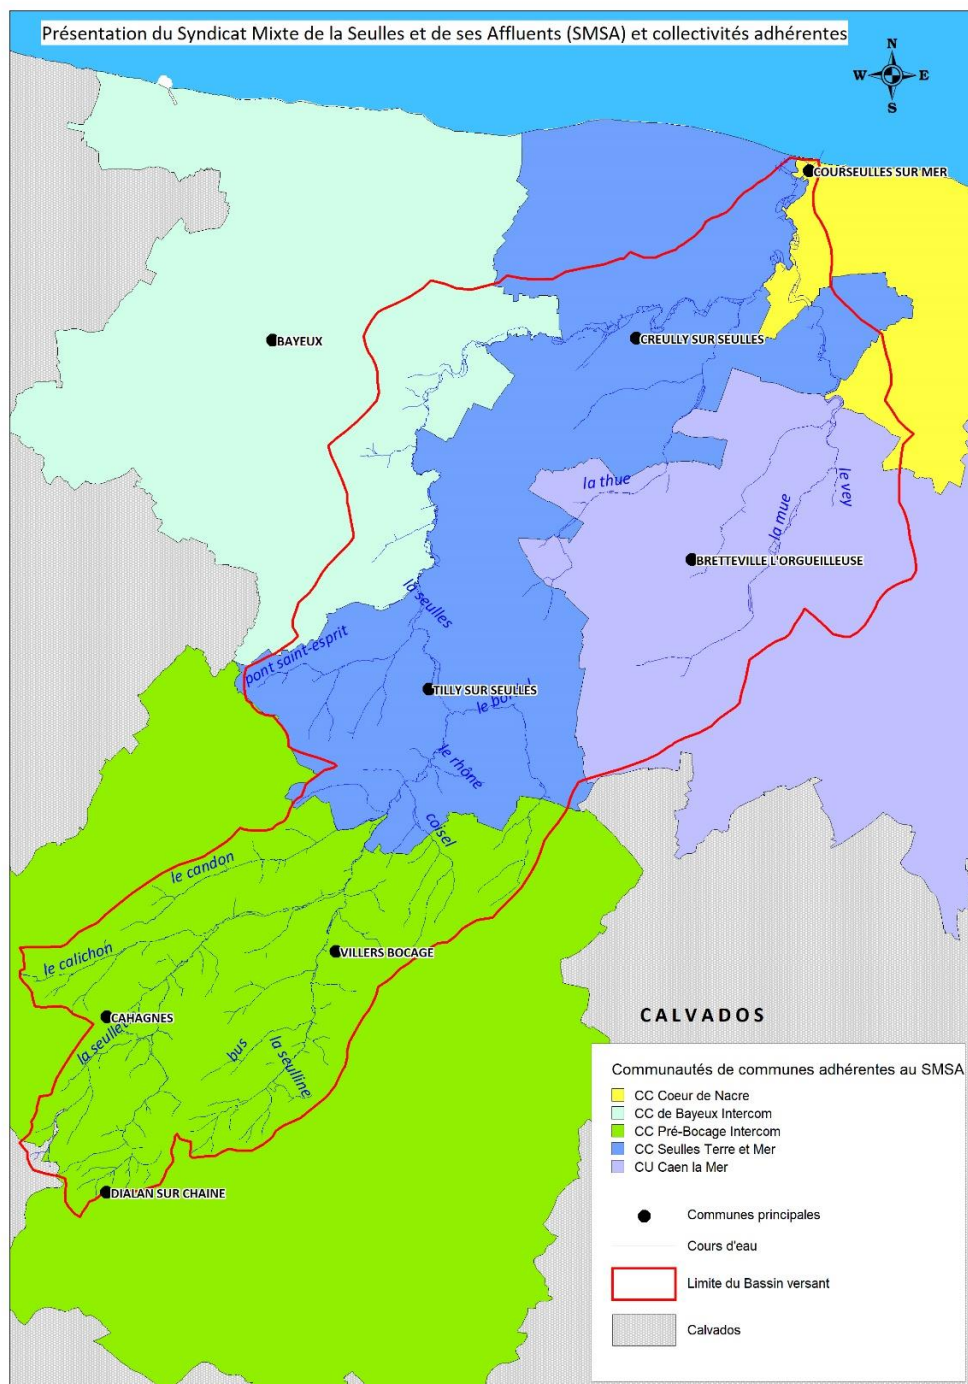 Présentation du Syndicat Mixte de la Seulles et de ses Affluents (SMSA) et collectivités adhérentes
N
W E
S
COURSEULLES SUR MER
BAYEUX
CREULLY SUR SEULLES
la thue
la mue
le vey
BRETTEVILLE L'ORGUEILLEUSE
la seulles
pont saint-esprit
TILLY SUR SEULLES
le
le rhône
coisel
le candon
VILLERS BOCAGE
le calichon
CAHAGNES
la seullet
bus
la seulline
DIALAN SUR CHAINE
CALVADOS
Communautés de communes adhérentes au SMSA
CC Coeur de Nacre
CC de Bayeux Intercom
CC Pré-Bocage Intercom
CC Seulles Terre et Mer
CU Caen la Mer
Communes principales
Cours d'eau
Limite du Bassin versant
Calvados